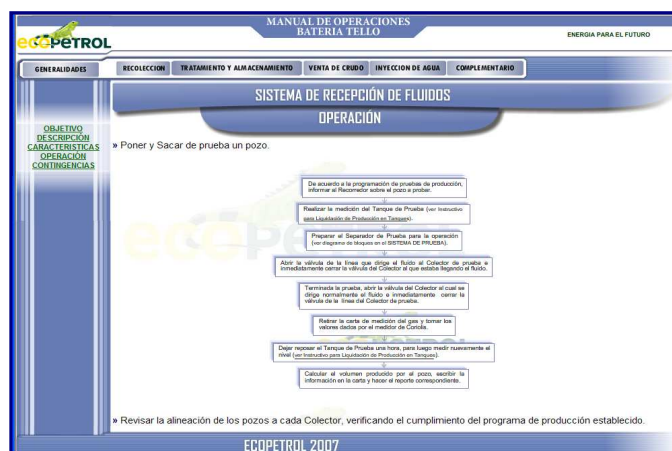 MANUAL DE OPERACIONES
BATERIA TELLO
ecoPETROL
ENERGIA PARA EL FUTURO
GENERALIDADES
RECOLECCION TRATAMIENTO Y ALMACENAMIENTO VENTA DE CRUDO INYECCION DE AGUA COMPLEMENTARIO
SISTEMA DE RECEPCIÓN DE FLUIDOS
OPERACIÓN
OBJETIVO
DESCRIPCIÓN
CARACTERISTICAS
OPERACIÓN
CONTINGENCIAS
» Poner y Sacar de prueba un pozo.
De acuerdo a la programación de pruebas de producción,
informar al Recorredor sobre el pozo a probar.
Realizar la medición del Tanque de Prueba (ver Instructivo
para Liquidación de Producción en Tanques).
Preparar el Separador de Prueba para la operación
(ver diagrama de bloques en el SISTEMA DE PRUEBA).
Abrir la válvula de la línea que dirige el fluido al Colector de prueba e
inmediatamente cerrar la válvula del Colector al que estaba llegando el fluido.
Terminada la prueba, abrir la válvula del Colector al cual se
dirige normalmente el fluido e inmediatamente cerrar la
válvula de la línea del Colector de prueba.
Retirar la carta de medición del gas y tomar los
valores dados por el medidor de Coriolis.
Dejar reposar el Tanque de Prueba una hora, para luego medir nuevamente el
nivel (ver Instructivo para Liquidación de Producción en Tanques).
Calcular el volumen producido por el pozo, escribir la
información en la carta y hacer el reporte correspondiente.
» Revisar la alineación de los pozos a cada Colector, verificando el cumplimiento del programa de producción establecido.
ECOPETROL 2007